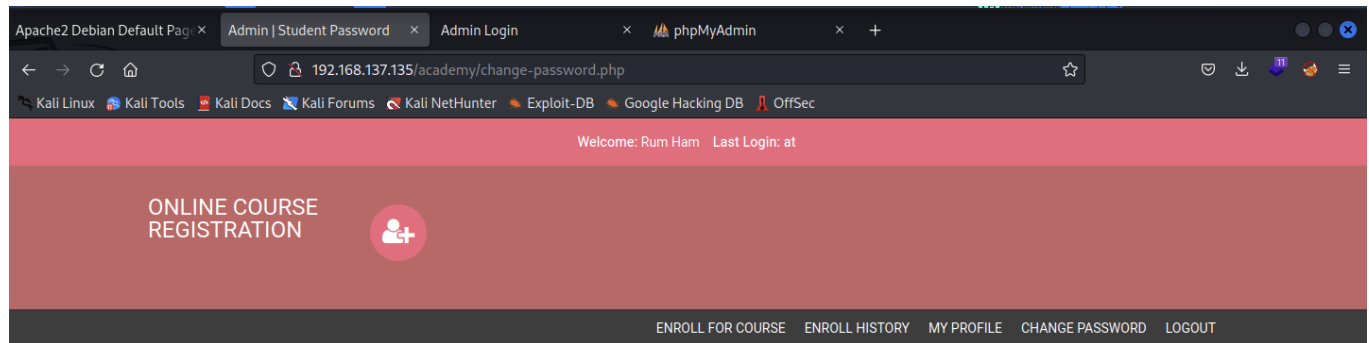 Apache2 Debian Default Page
Admin | Student Password
Admin Login
phpMyAdmin
192.168.137.135/academy/change-password.php
11
Kali Linux Kali Tools Kali Docs Kali Forums Kali NetHunter Exploit-DB Google Hacking DB OffSec
Welcome: Rum Ham Last Login: at
ONLINE COURSE
REGISTRATION
ENROLL FOR COURSE ENROLL HISTORY MY PROFILE CHANGE PASSWORD LOGOUT